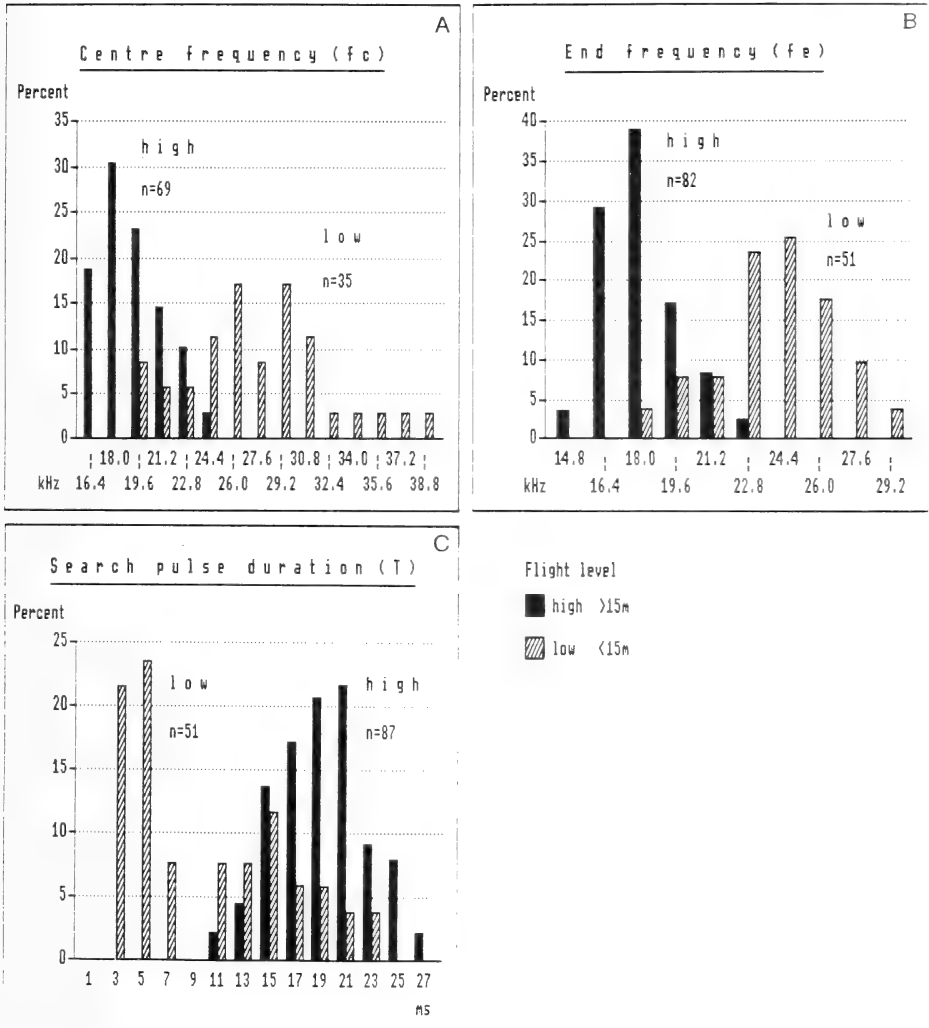 A
Centre frequency (fc)
Percent
35
30
25
20
15
10
5
0
high
n=69
low
n=35
18.0 21.2 24.4 27.6 30.8 34.0 37.2
kHz 16.4 19.6 22.8 26.0 29.2 32.4 35.6 38.8
B
End frequency (fe)
Percent
40
35
30
25
20
15
10
5
0
high
n=82
low
n=51
14.8 18.0 21.2 24.4 27.6
kHz 16.4 19.6 22.8 26.0 29.2
C
Search pulse duration (T)
Percent
25
20
15
10
5
0
low
n=51
high
n=87
1 3 5 7 9 11 13 15 17 19 21 23 25 27
ms
Flight level
high >15m
low <15m